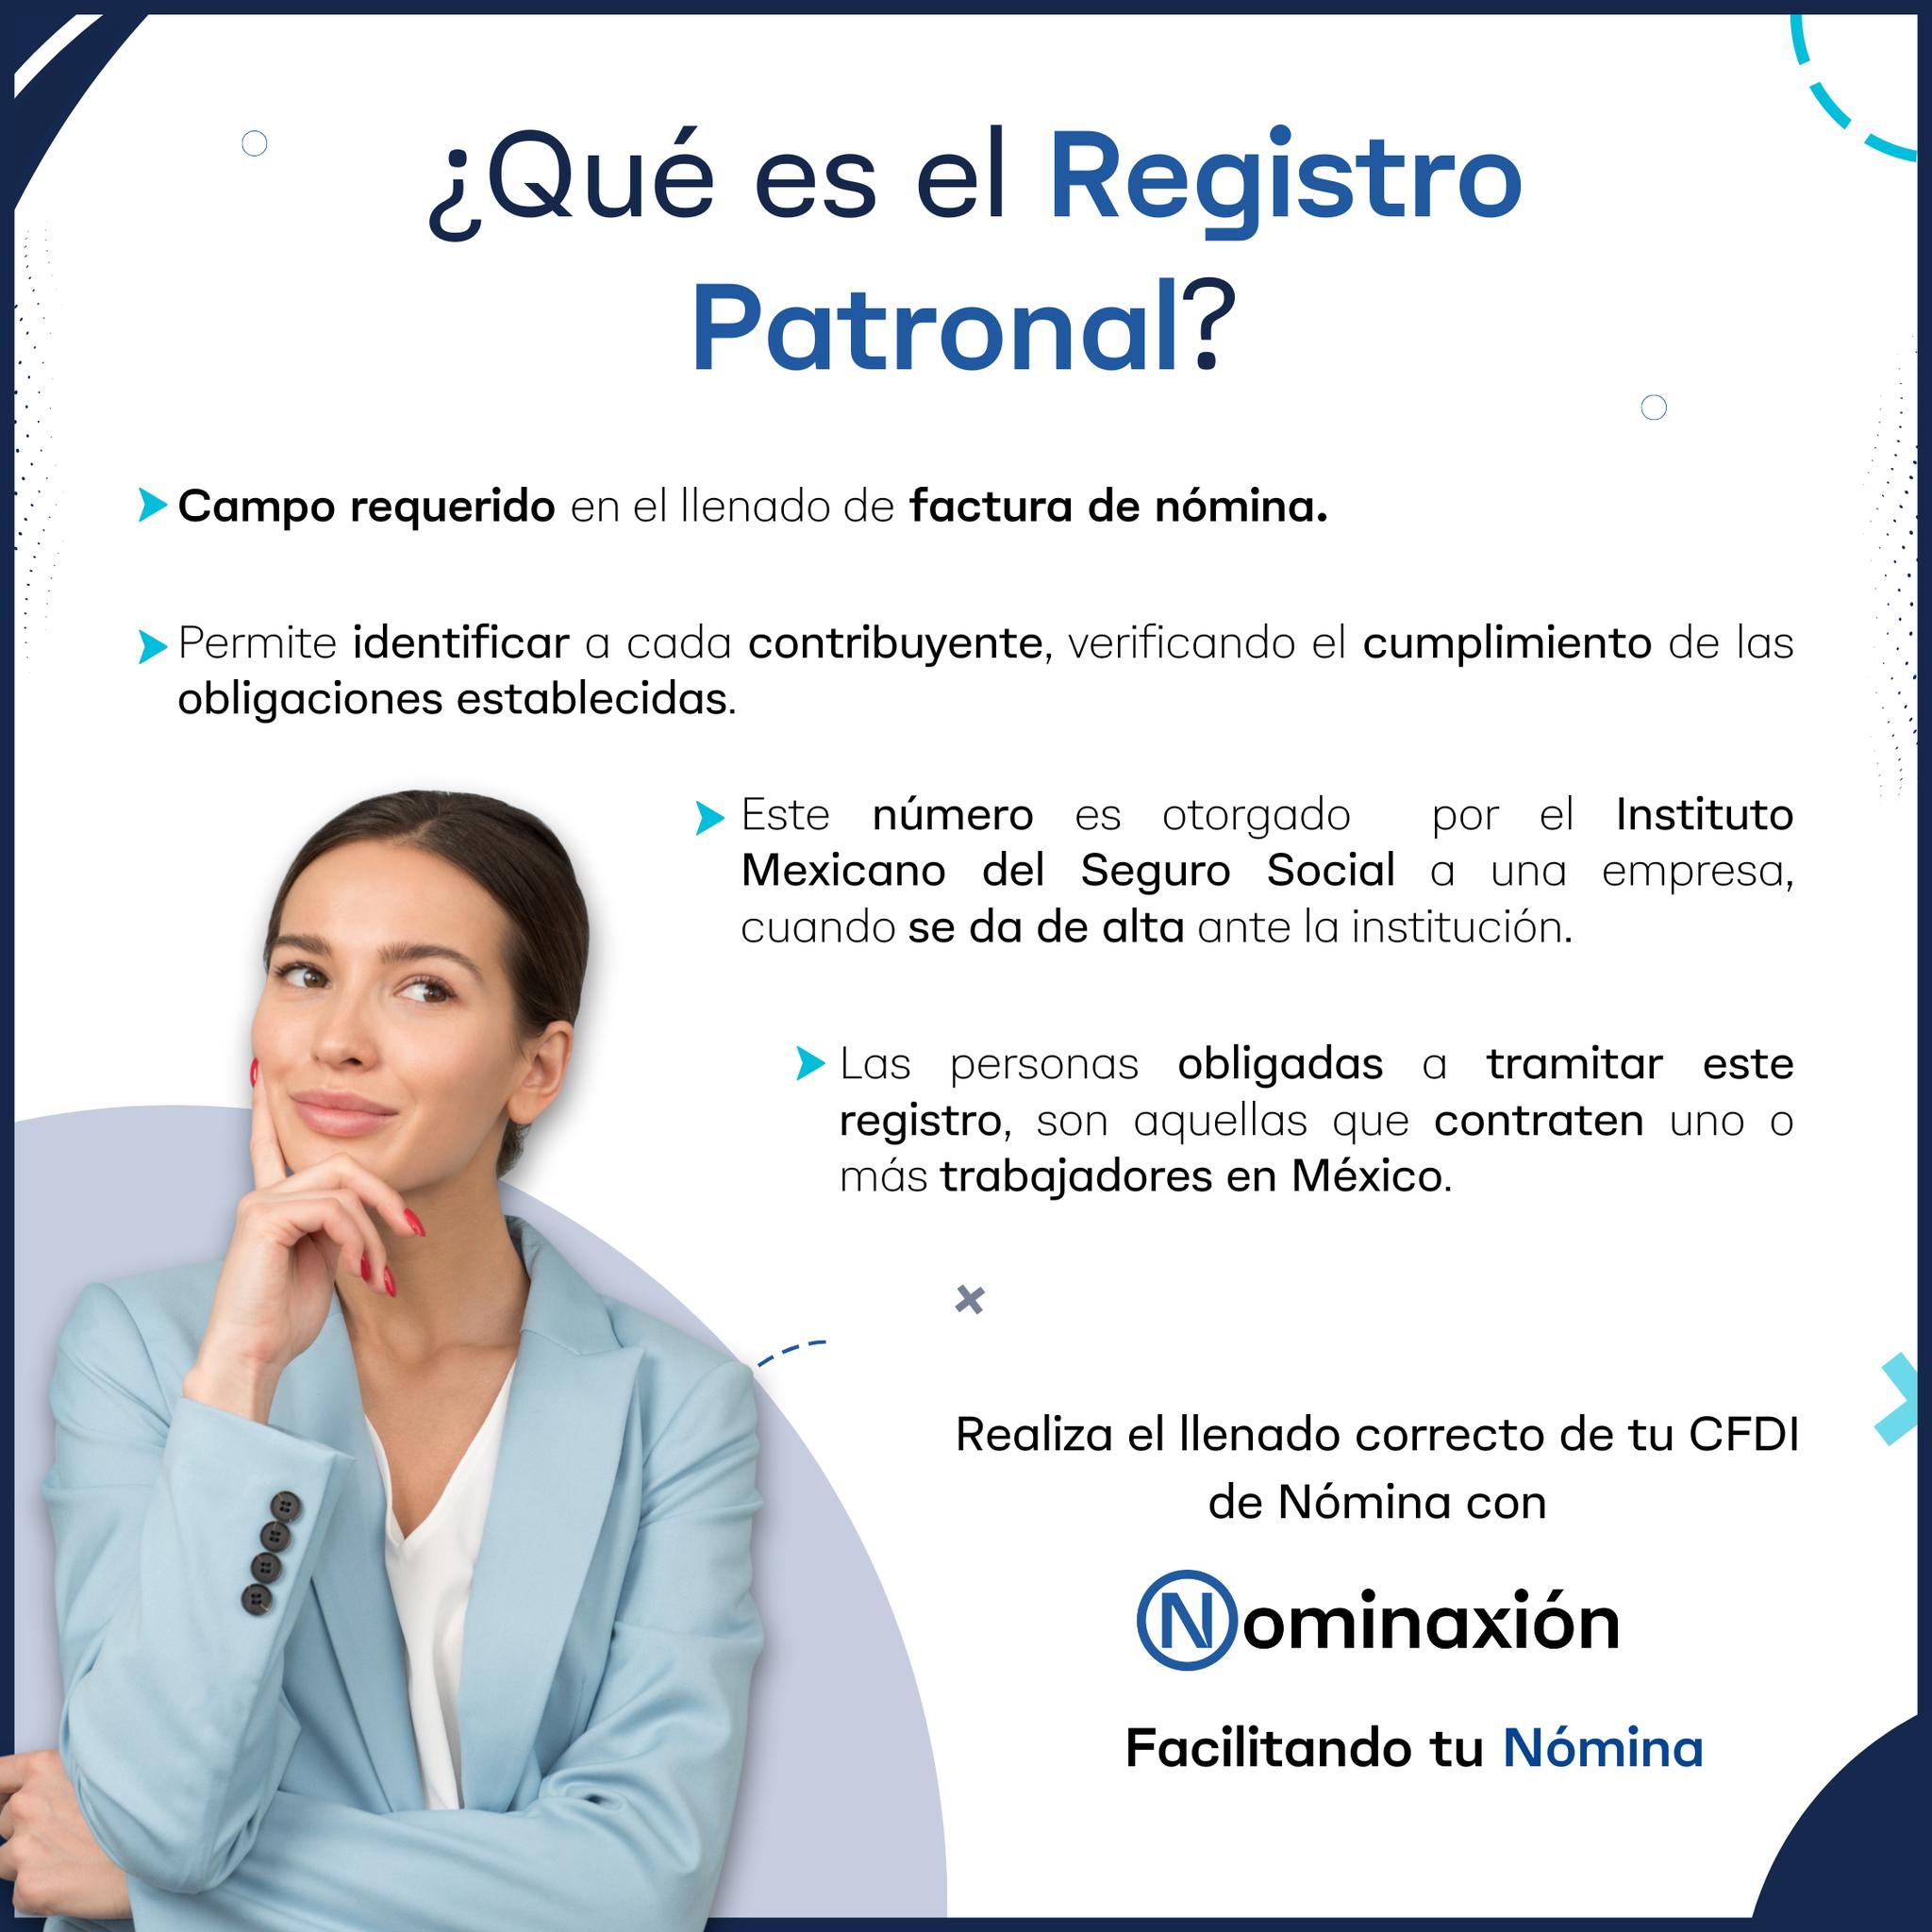 ¿Qué es el Registro
Patronal?
Campo requerido en el llenado de factura de nómina.
Permite identificar a cada contribuyente, verificando el cumplimiento de las
obligaciones establecidas.
Este número es otorgado por el Instituto
Mexicano del Seguro Social a una empresa,
cuando se da de alta ante la institución.
Las personas obligadas a tramitar este
registro, son aquellas que contraten uno o
más trabajadores en México.
Realiza el llenado correcto de tu CFDI
de Nómina con
Nominaxión
Facilitando tu Nómina